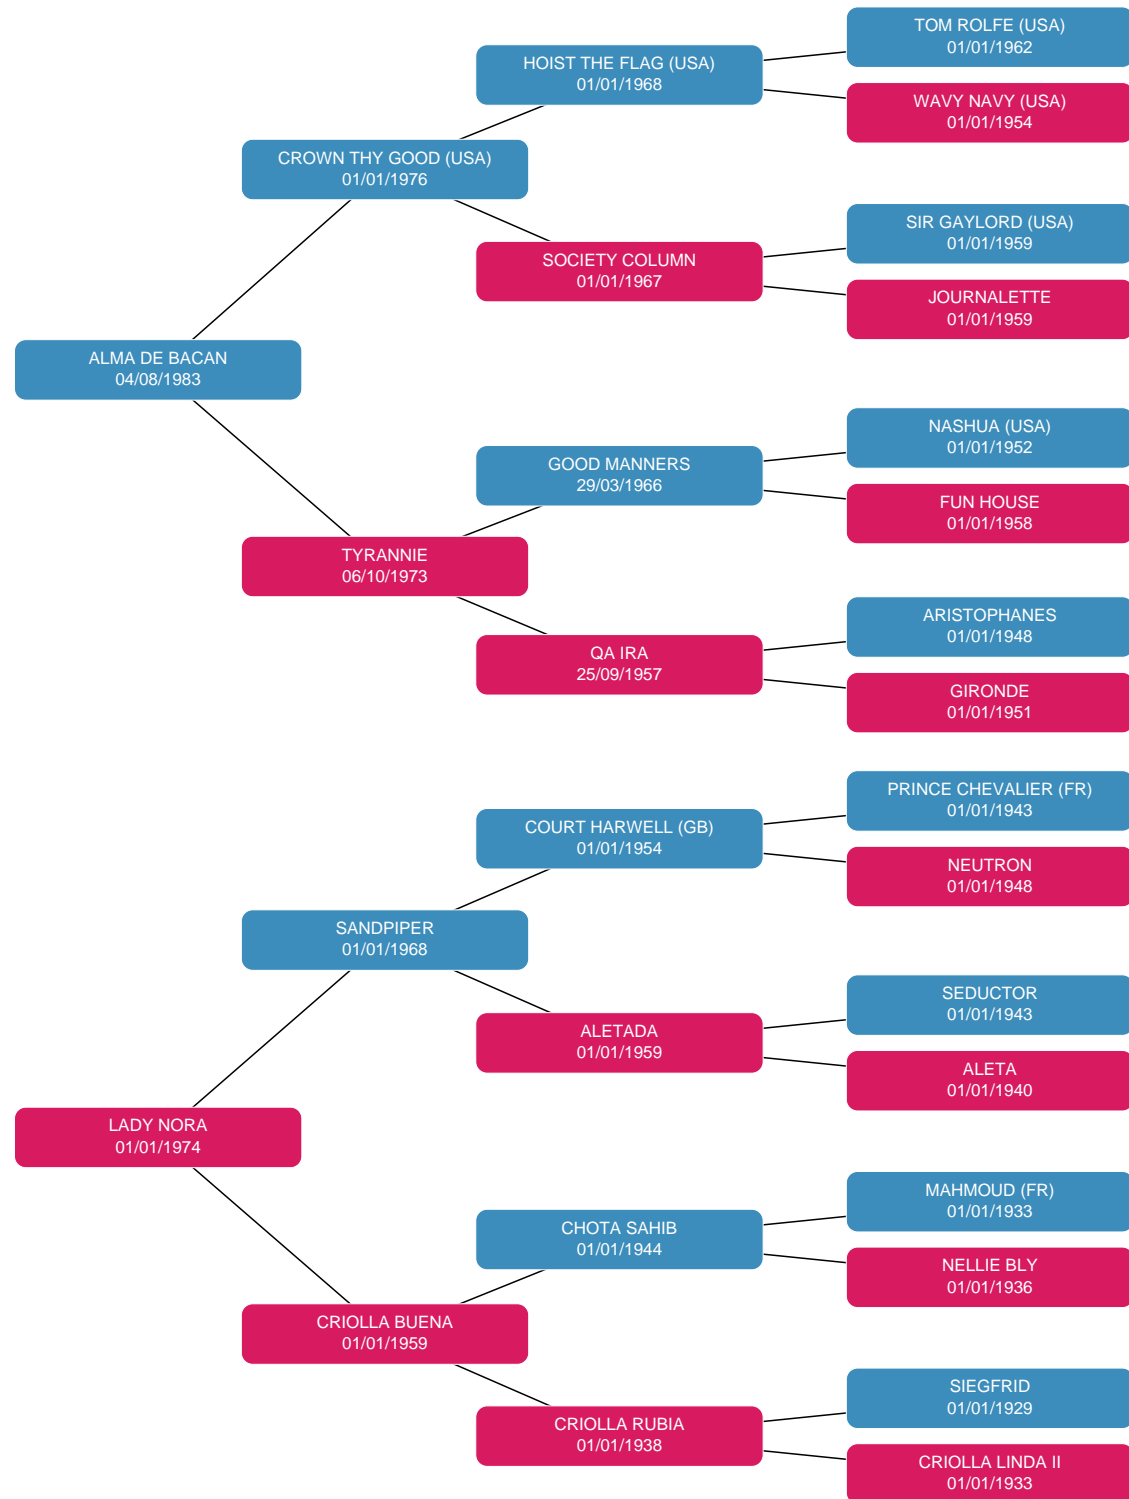 TOM ROLFE (USA)
01/01/1962
HOIST THE FLAG (USA)
01/01/1968
WAVY NAVY (USA)
01/01/1954
CROWN THY GOOD (USA)
01/01/1976
SIR GAYLORD (USA)
01/01/1959
SOCIETY COLUMN
01/01/1967
JOURNALETTE
01/01/1959
ALMA DE BACAN
04/08/1983
NASHUA (USA)
01/01/1952
GOOD MANNERS
29/03/1966
FUN HOUSE
01/01/1958
TYRANNIE
06/10/1973
ARISTOPHANES
01/01/1948
QA IRA
25/09/1957
GIRONDE
01/01/1951
PRINCE CHEVALIER (FR)
01/01/1943
COURT HARWELL (GB)
01/01/1954
NEUTRON
01/01/1948
SANDPIPER
01/01/1968
SEDUCTOR
01/01/1943
ALETADA
01/01/1959
ALETA
01/01/1940
LADY NORA
01/01/1974
MAHMOUD (FR)
01/01/1933
CHOTA SAHIB
01/01/1944
NELLIE BLY
01/01/1936
CRIOLLA BUENA
01/01/1959
SIEGFRID
01/01/1929
CRIOLLA RUBIA
01/01/1938
CRIOLLA LINDA II
01/01/1933